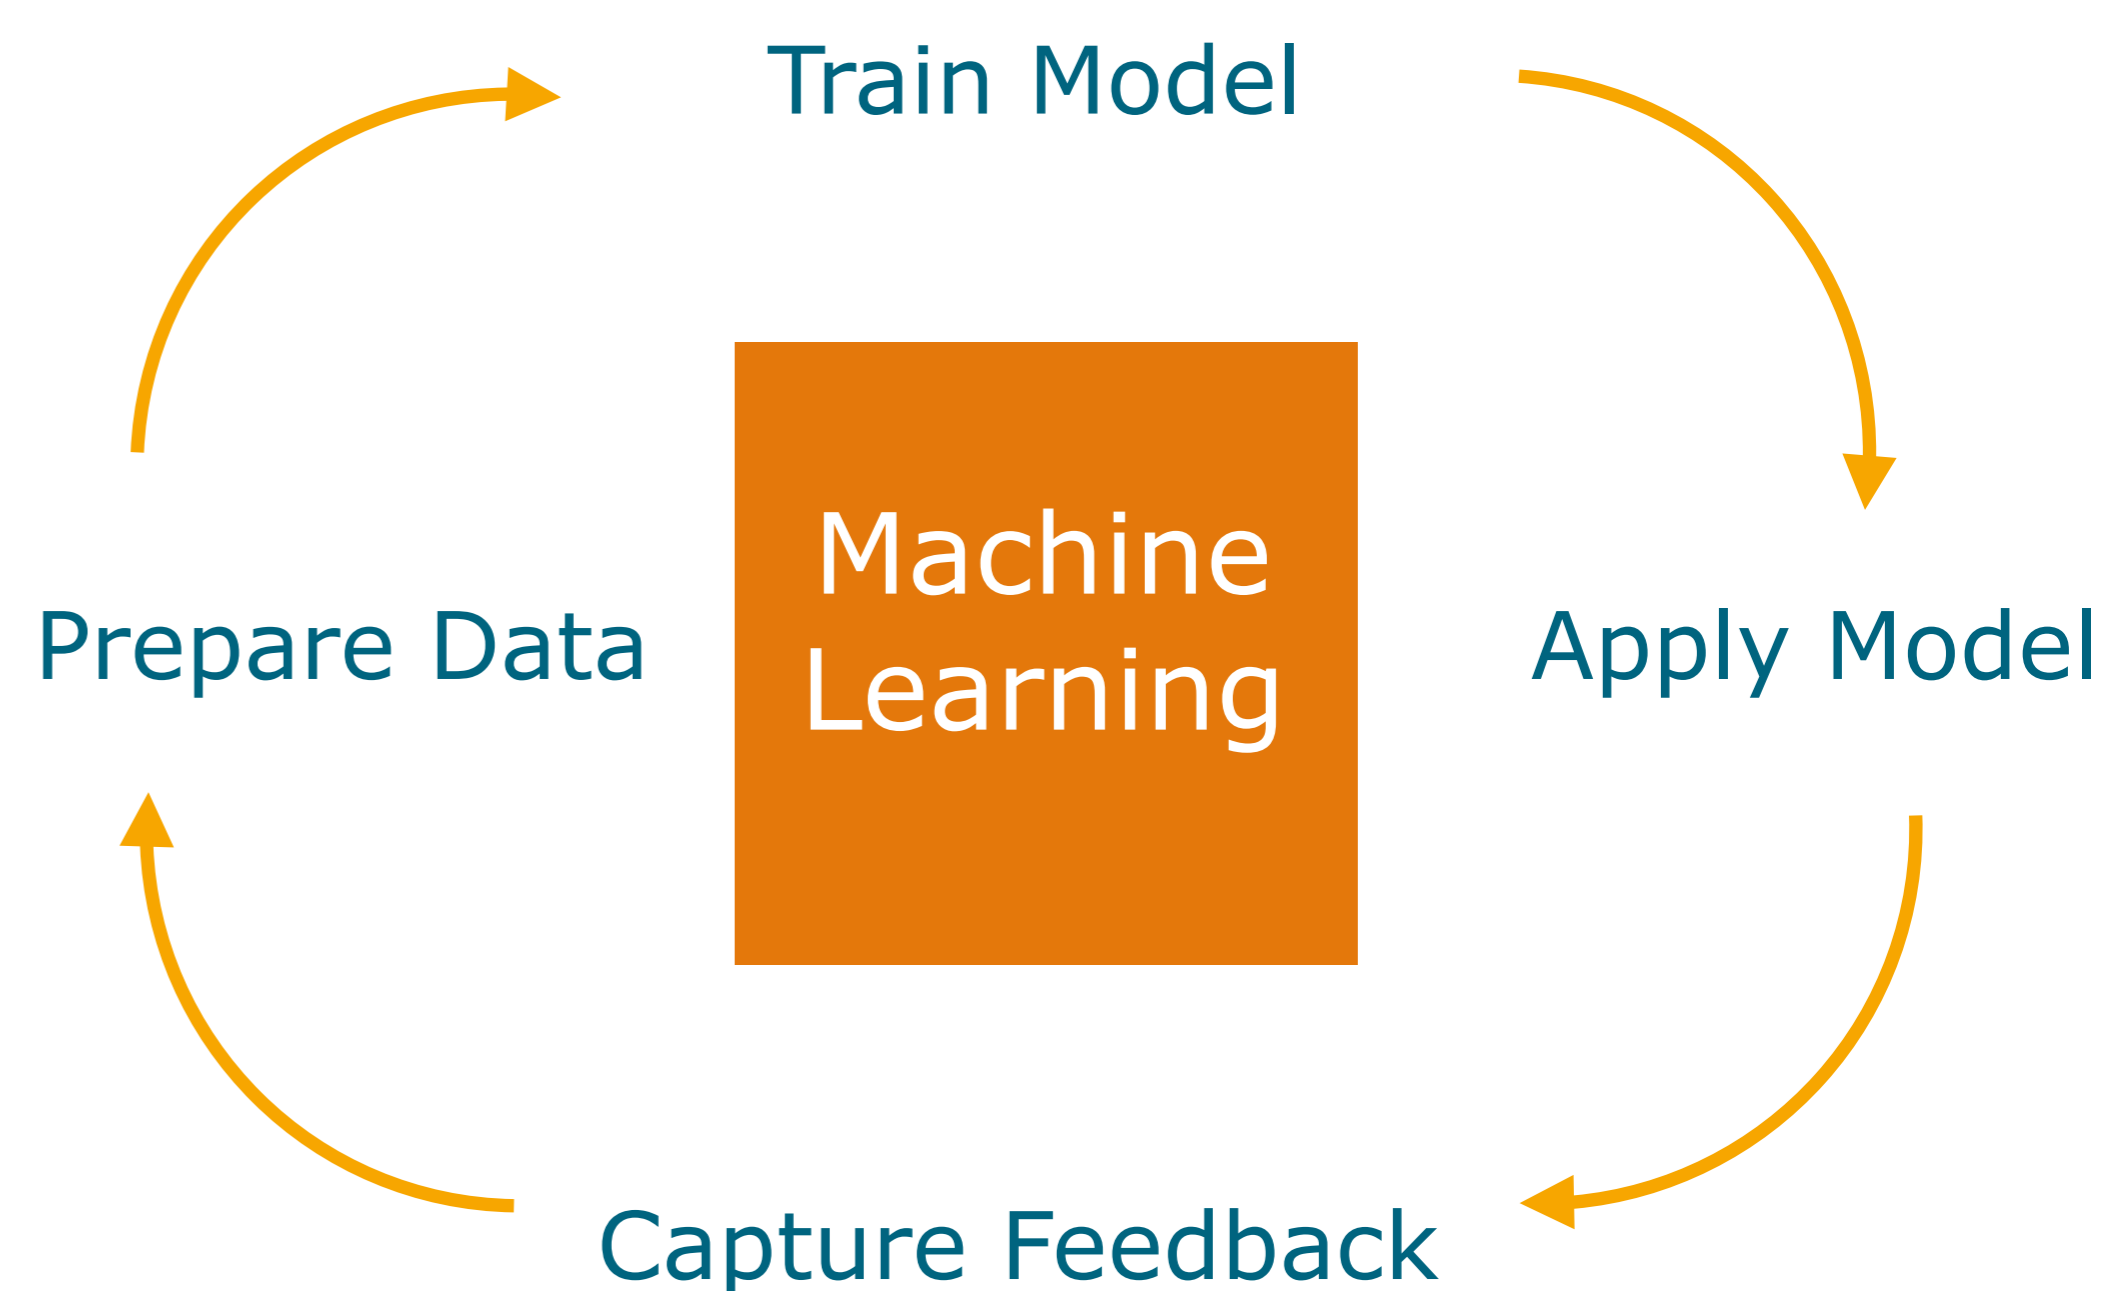 Train Model
Machine
Learning
Prepare Data
Apply Model
Capture Feedback